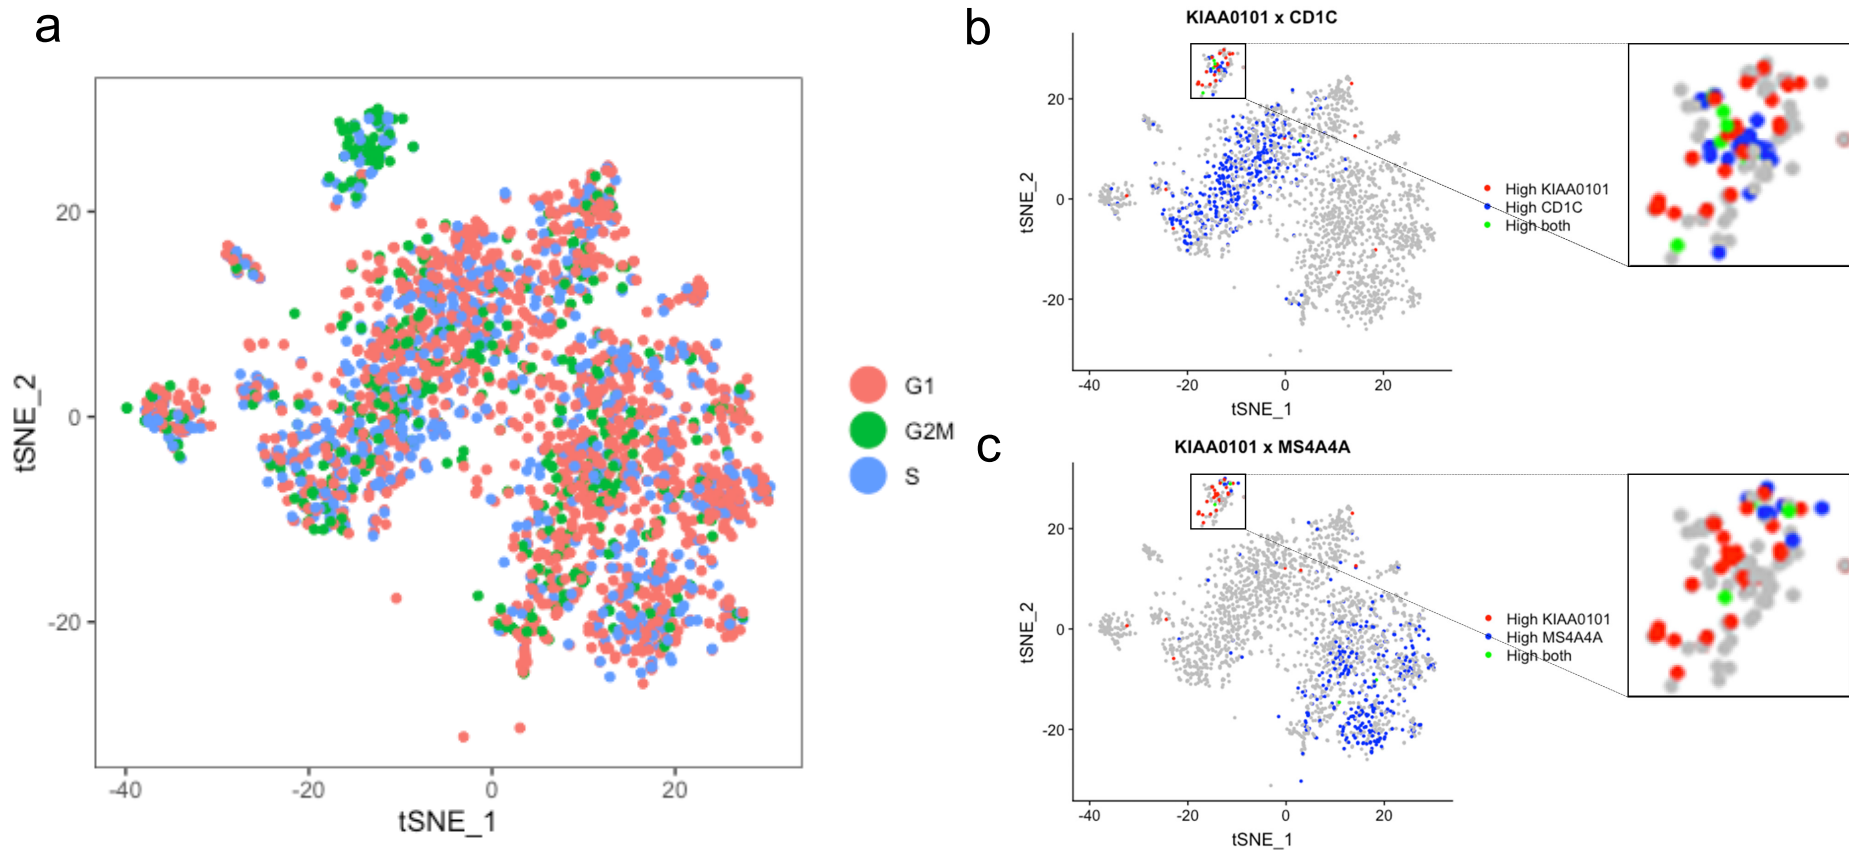 a
20
0
-20
tSNE_2
-40
-20
0
20
tSNE_1
G1
G2M
S
b
KIAA0101 x CD1C
20
0
-20
tSNE_2
-40
-20
0
20
tSNE_1
High KIAA0101
High CD1C
High both
c
KIAA0101 x MS4A4A
20
0
-20
tSNE_2
-40
-20
0
20
tSNE_1
High KIAA0101
High MS4A4A
High both